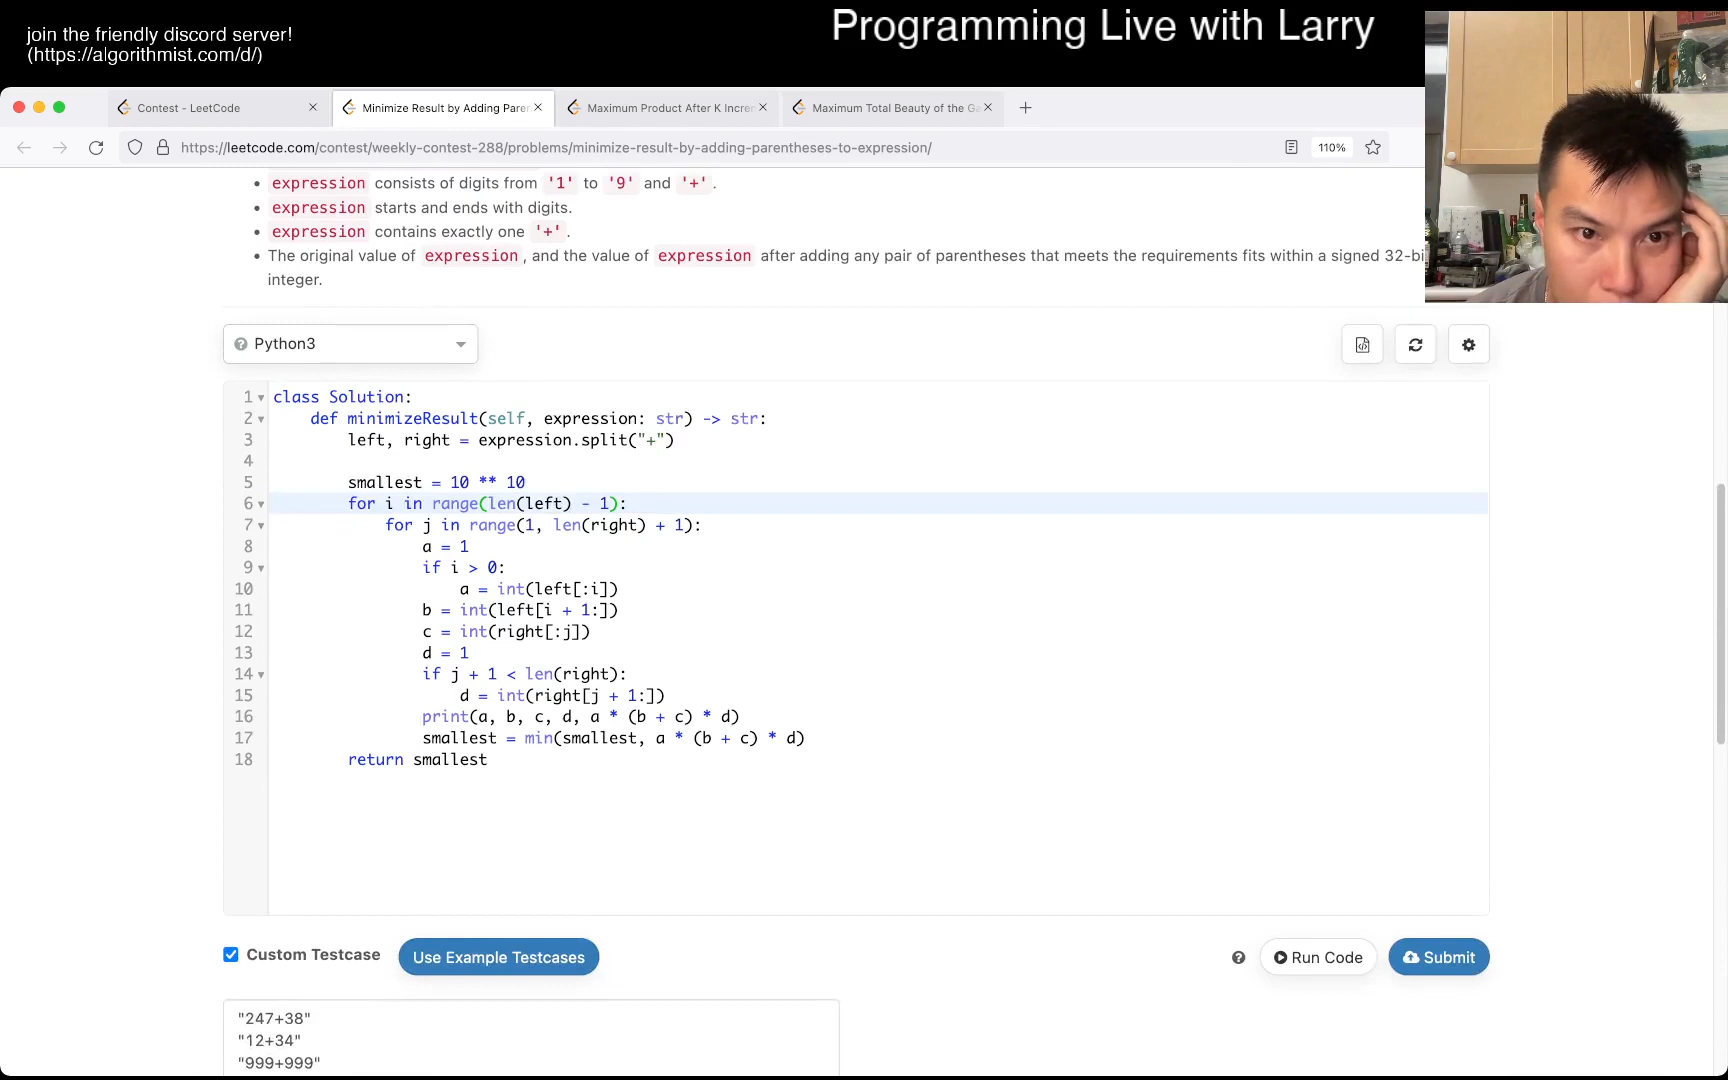 join the friendly discord server!
(https://algorithmist.com/d/)
Programming Live with Larry
Contest - LeetCode
Minimize Result by Adding Paren
Maximum Product After K Increm
Maximum Total Beauty of the Ga
https://leetcode.com/contest/weekly-contest-288/problems/minimize-result-by-adding-parentheses-to-expression/
110%
expression consists of digits from '1' to '9' and '+'.
expression starts and ends with digits.
expression contains exactly one '+'.
The original value of expression, and the value of expression after adding any pair of parentheses that meets the requirements fits within a signed 32-bi
integer.
Python3
1 class Solution:
2     def minimizeResult(self, expression: str) -> str:
3         left, right = expression.split("+")
4
5         smallest = 10 ** 10
6         for i in range(len(left) - 1):
7             for j in range(1, len(right) + 1):
8                 a = 1
9                 if i > 0:
10                     a = int(left[:i])
11                 b = int(left[i + 1:])
12                 c = int(right[:j])
13                 d = 1
14                 if j + 1 < len(right):
15                     d = int(right[j + 1:])
16                 print(a, b, c, d, a * (b + c) * d)
17                 smallest = min(smallest, a * (b + c) * d)
18         return smallest
Custom Testcase
Use Example Testcases
Run Code
Submit
"247+38"
"12+34"
"999+999"